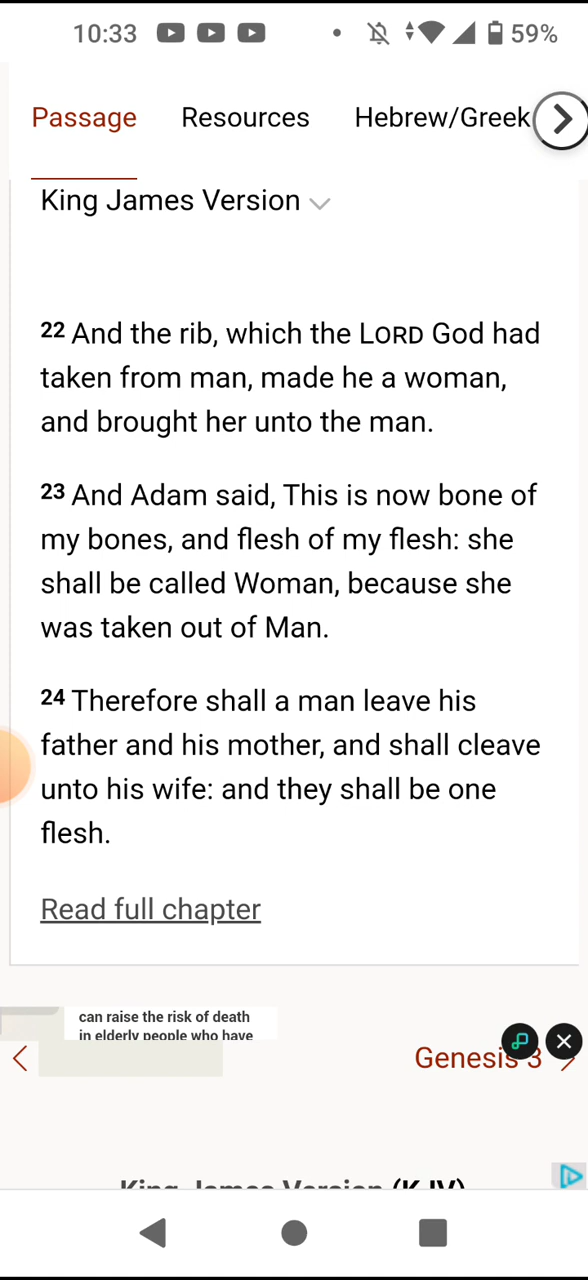 10:33
59%
Passage Resources Hebrew/Greek
King James Version
22 And the rib, which the LORD God had
taken from man, made he a woman,
and brought her unto the man.
23 And Adam said, This is now bone of
my bones, and flesh of my flesh: she
shall be called Woman, because she
was taken out of Man.
24 Therefore shall a man leave his
father and his mother, and shall cleave
unto his wife: and they shall be one
flesh.
Read full chapter
can raise the risk of death
in elderly people who have
Genesis 3
King James Version (KJV)